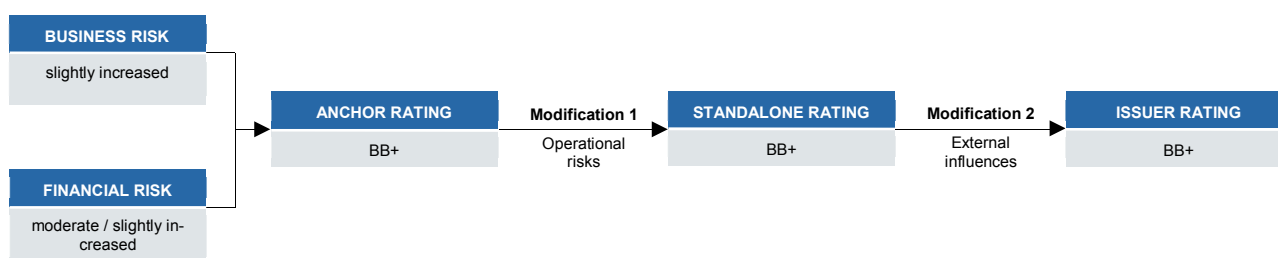 BUSINESS RISK
slightly increased
FINANCIAL RISK
moderate / slightly in-
creased
ANCHOR RATING
BB+
Modification 1
Operational
risks
STANDALONE RATING
BB+
Modification 2
External
influences
ISSUER RATING
BB+